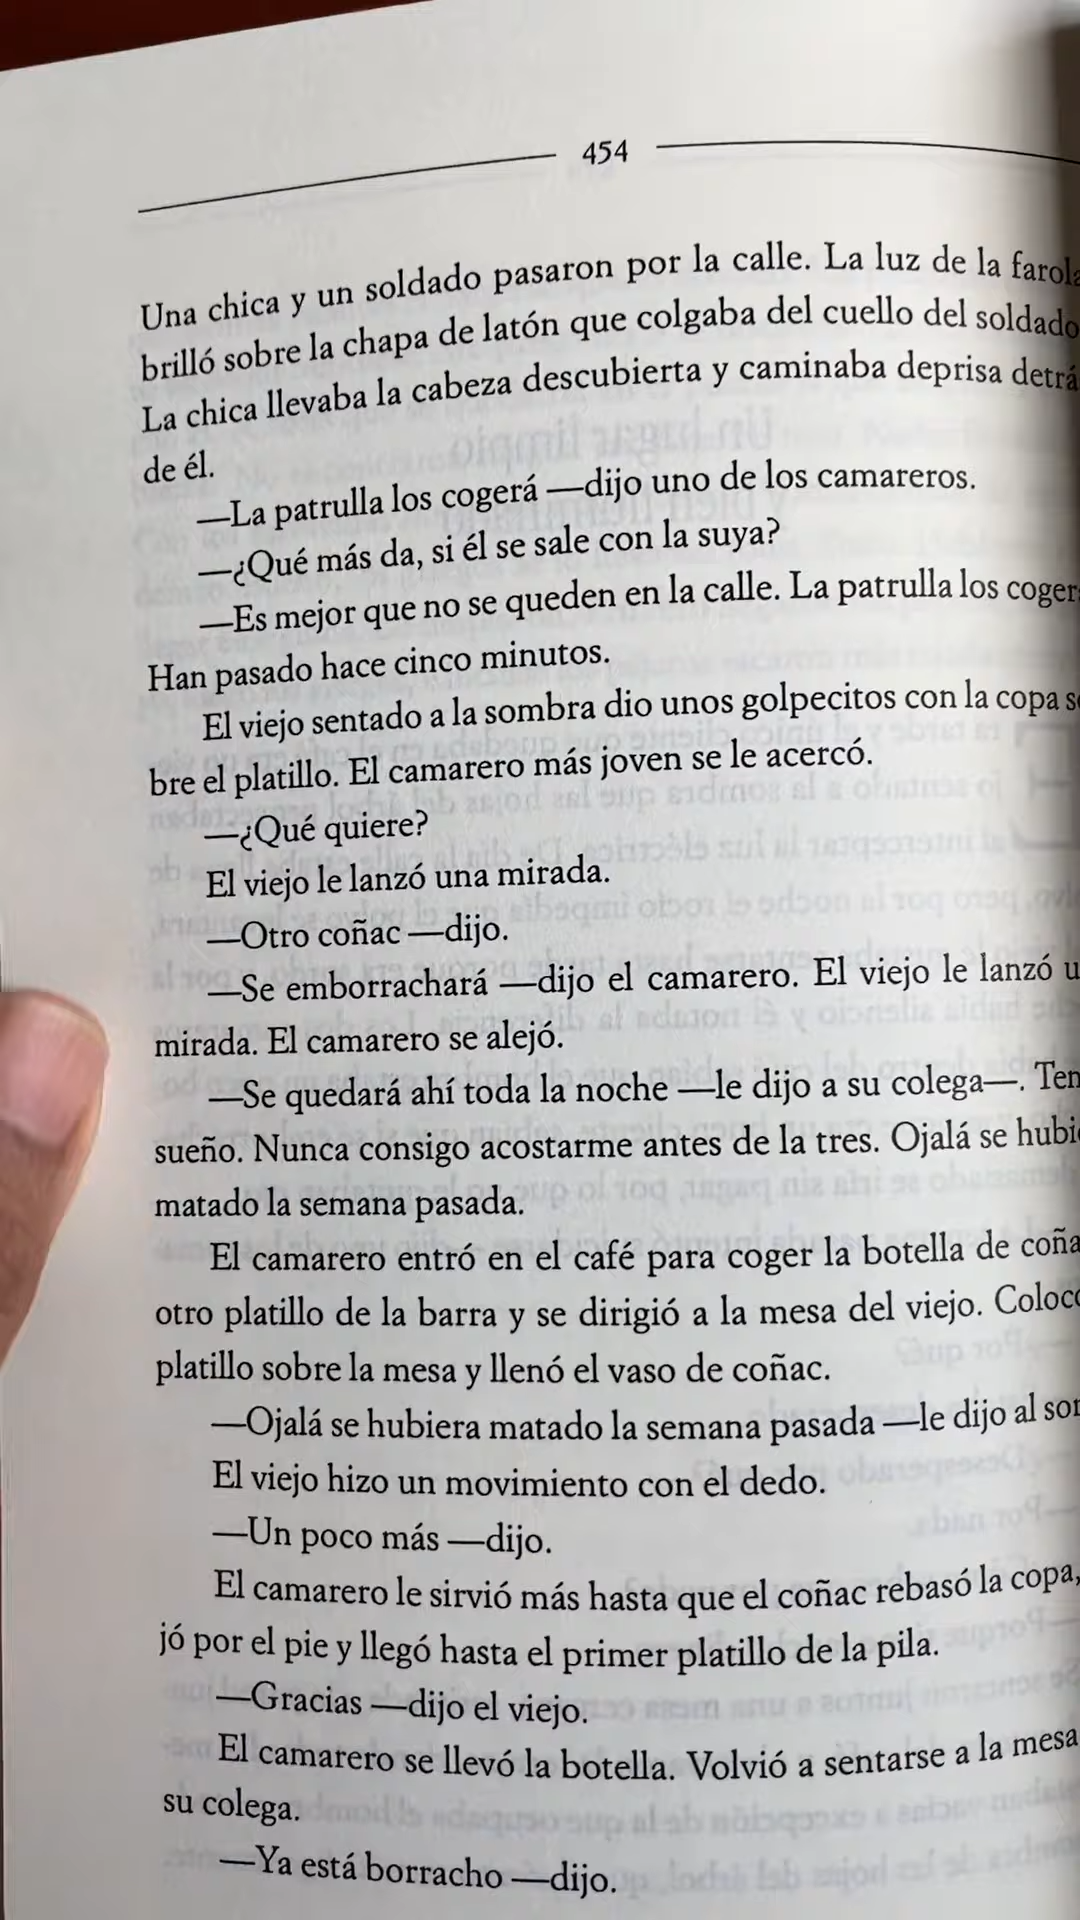 454
Una chica y un soldado pasaron por la calle. La luz de la farola
brilló sobre la chapa de latón que colgaba del cuello del soldado
La chica llevaba la cabeza descubierta y caminaba deprisa detrá
de él.
—La patrulla los cogerá —dijo uno de los camareros.
—¿Qué más da, si él se sale con la suya?
—Es mejor que no se queden en la calle. La patrulla los coger
Han pasado hace cinco minutos.
El viejo sentado a la sombra dio unos golpecitos con la copa so
bre el platillo. El camarero más joven se le acercó.
—¿Qué quiere?
El viejo le lanzó una mirada.
—Otro coñac —dijo.
—Se emborrachará —dijo el camarero. El viejo le lanzó u
mirada. El camarero se alejó.
—Se quedará ahí toda la noche —le dijo a su colega—. Ten
sueño. Nunca consigo acostarme antes de la tres. Ojalá se hubie
matado la semana pasada.
El camarero entró en el café para coger la botella de coña
otro platillo de la barra y se dirigió a la mesa del viejo. Colocó
platillo sobre la mesa y llenó el vaso de coñac.
—Ojalá se hubiera matado la semana pasada —le dijo al sor
El viejo hizo un movimiento con el dedo.
—Un poco más —dijo.
El camarero le sirvió más hasta que el coñac rebasó la copa,
jó por el pie y llegó hasta el primer platillo de la pila.
—Gracias —dijo el viejo.
El camarero se llevó la botella. Volvió a sentarse a la mesa
su colega.
—Ya está borracho —dijo.